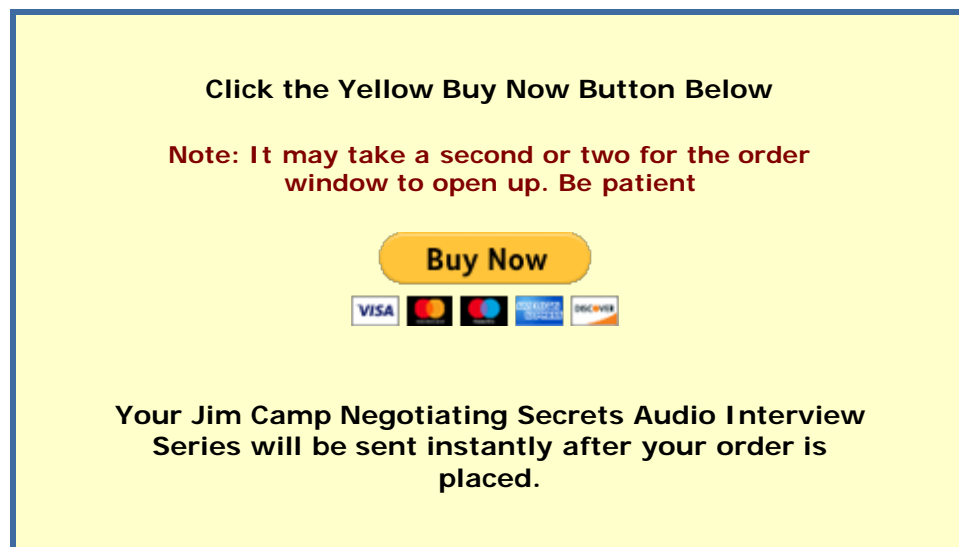 Click the Yellow Buy Now Button Below
Note: It may take a second or two for the order
window to open up. Be patient
Buy Now
VISA
DISCOVER
Your Jim Camp Negotiating Secrets Audio Interview
Series will be sent instantly after your order is
placed.